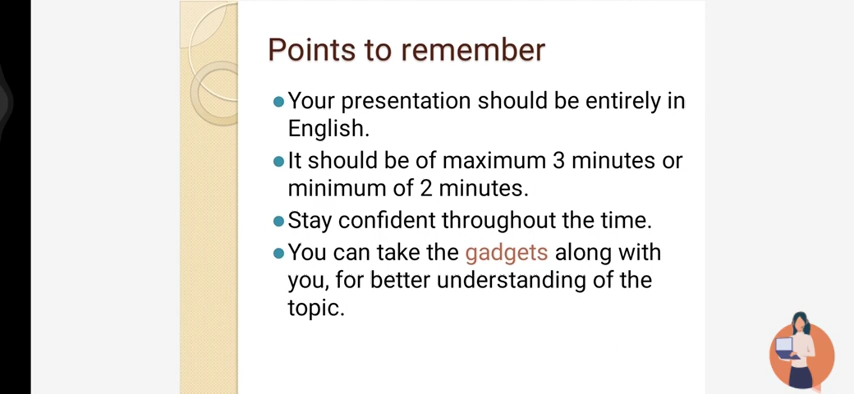 Points to remember
Your presentation should be entirely in
English.
It should be of maximum 3 minutes or
minimum of 2 minutes.
Stay confident throughout the time.
You can take the gadgets along with
you, for better understanding of the
topic.